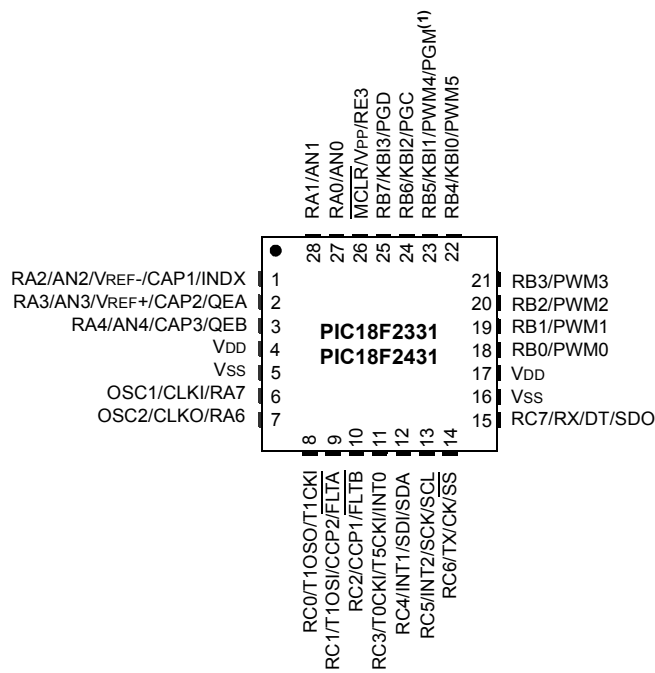 RA1/AN1
RA0/AN0
MCLR/VPP/RE3
RB7/KBI3/PGD
RB6/KBI2/PGC
RB5/KBI1/PWM4/PGM(1)
RB4/KBI0/PWM5
28
27
26
25
24
23
22
RA2/AN2/VREF-/CAP1/INDX 1
RA3/AN3/VREF+/CAP2/QEA 2
RA4/AN4/CAP3/QEB 3
VDD 4
VSS 5
OSC1/CLKI/RA7 6
OSC2/CLKO/RA6 7
PIC18F2331
PIC18F2431
21 RB3/PWM3
20 RB2/PWM2
19 RB1/PWM1
18 RB0/PWM0
17 VDD
16 VSS
15 RC7/RX/DT/SDO
8
9
10
11
12
13
14
RC0/T1OSO/T1CKI
RC1/T1OSI/CCP2/FLTA
RC2/CCP1/FLTB
RC3/T0CKI/T5CKI/INT0
RC4/INT1/SDI/SDA
RC5/INT2/SCK/SCL
RC6/TX/CK/SS